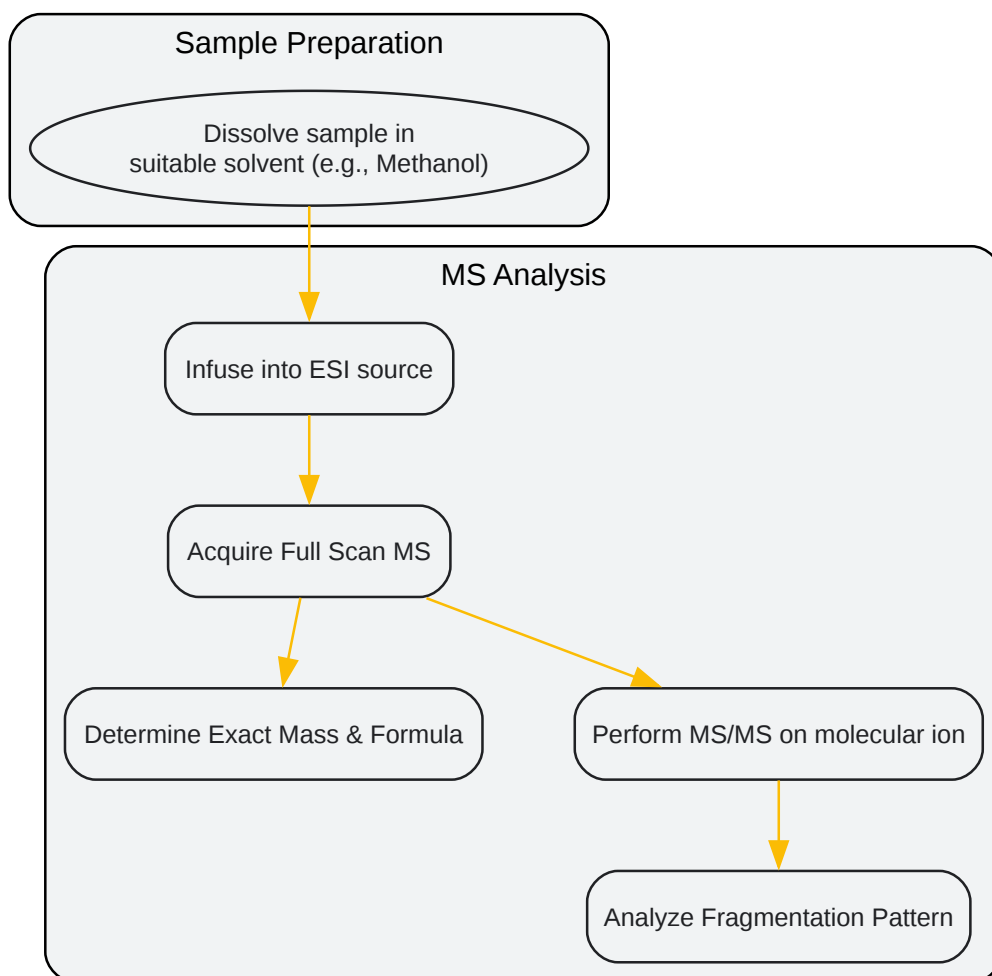 Sample Preparation
Dissolve sample in
suitable solvent (e.g., Methanol)
MS Analysis
Infuse into ESI source
Acquire Full Scan MS
Determine Exact Mass & Formula
Perform MS/MS on molecular ion
Analyze Fragmentation Pattern